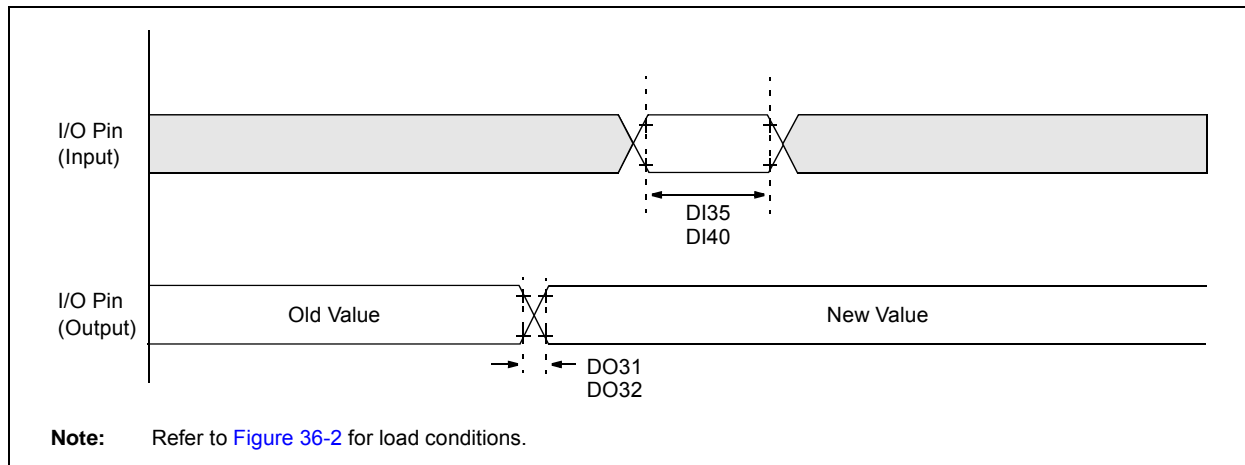 I/O Pin
(Input)
DI35
DI40
I/O Pin
(Output)
Old Value
New Value
DO31
DO32
Note: Refer to Figure 36-2 for load conditions.